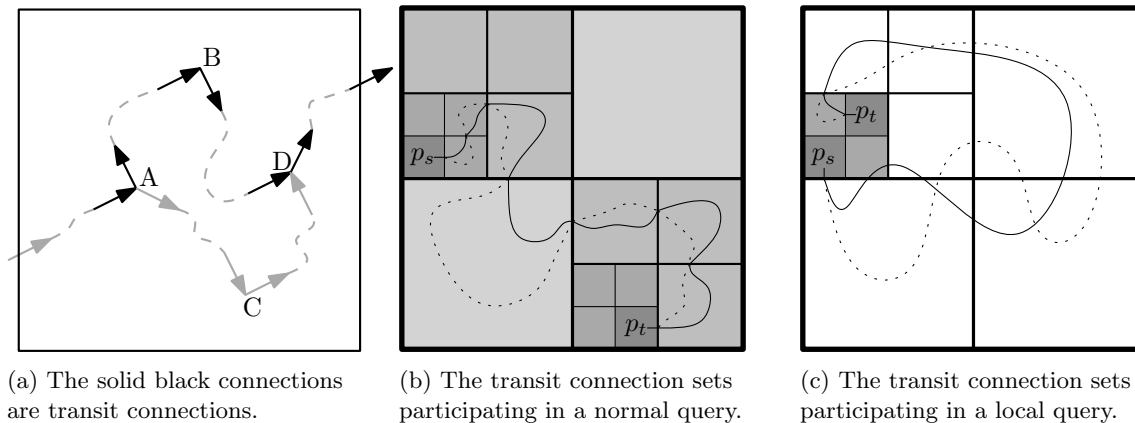 B
A
D
C
p_s
p_t
p_t
p_s
(a) The solid black connections
are transit connections.
(b) The transit connection sets
participating in a normal query.
(c) The transit connection sets
participating in a local query.